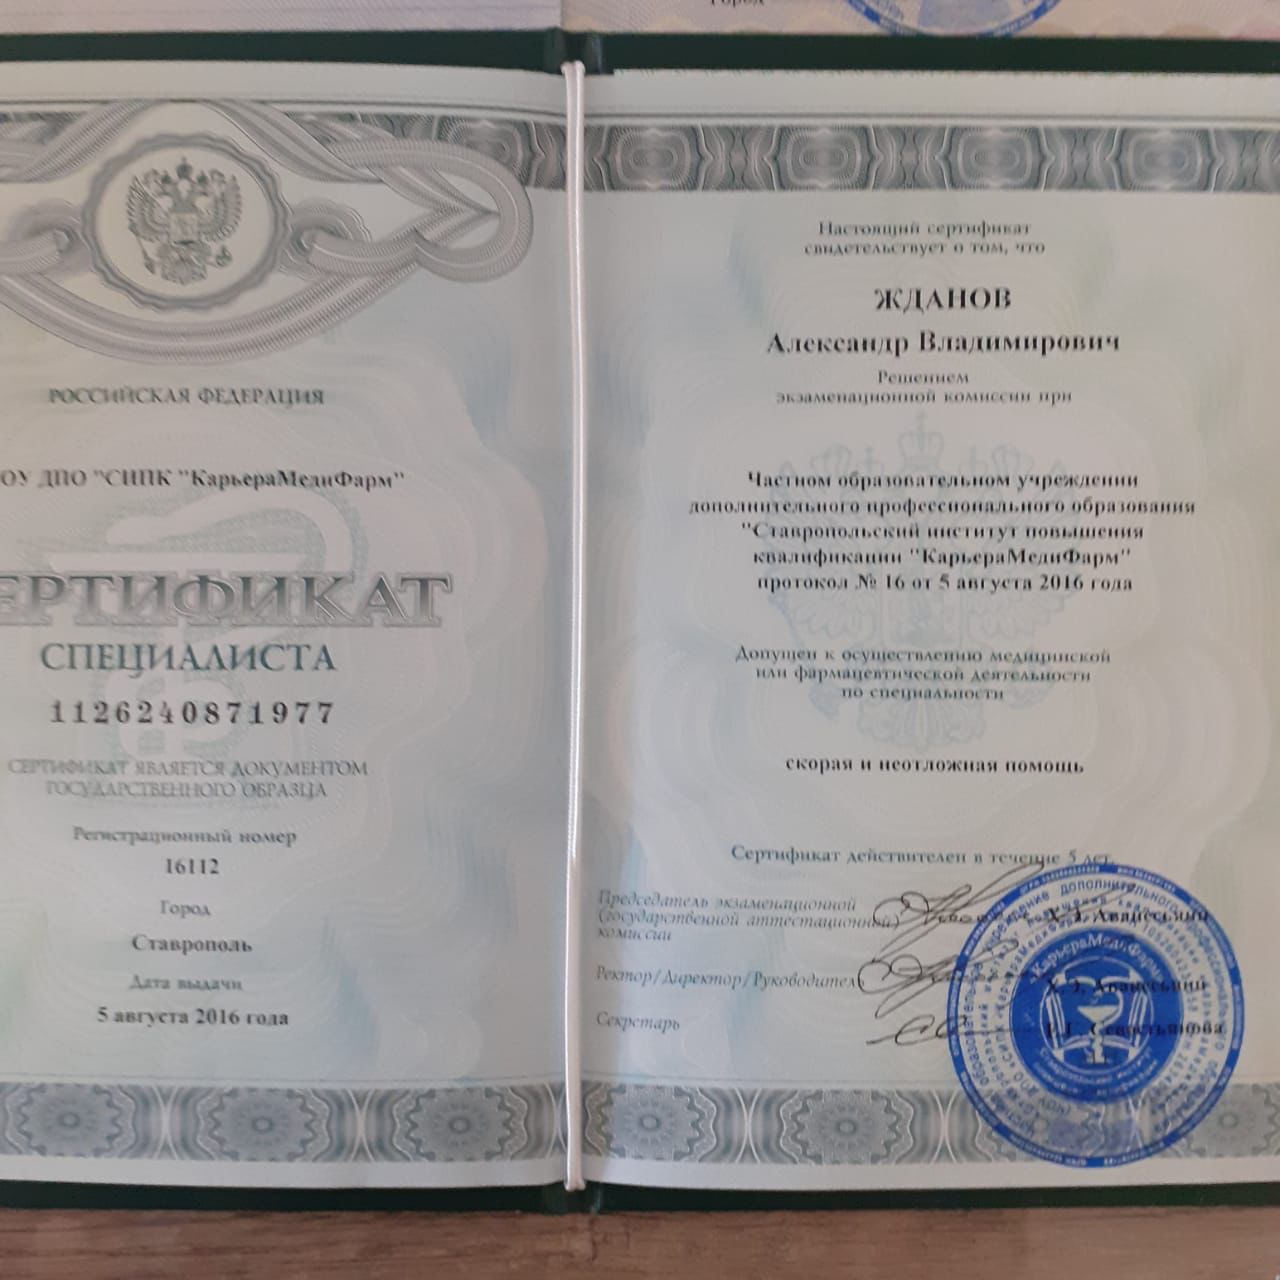 Город
РОССИЙСКАЯ ФЕДЕРАЦИЯ
ОУ ДПО "СИПК "КарьераМедиФарм"
ЕРТИФИКАТ
СПЕЦИАЛИСТА
1126240871977
СЕРТИФИКАТ ЯВЛЯЕТСЯ ДОКУМЕНТОМ
ГОСУДАРСТВЕННОГО ОБРАЗЦА
Регистрационный номер
16112
Город
Ставрополь
Дата выдачи
5 августа 2016 года
Настоящий сертификат
свидетельствует о том, что
ЖДАНОВ
Александр Владимирович
Решением
экзаменационной комиссии при
Частном образовательном учреждении
дополнительного профессионального образования
"Ставропольский институт повышения
квалификации "КарьераМедиФарм"
протокол № 16 от 5 августа 2016 года
Допущен к осуществлению медицинской
или фармацевтической деятельности
по специальности
скорая и неотложная помощь
Сертификат действителен в течение 5 лет.
Председатель экзаменационной
(государственной аттестационной)
комиссии
Х.Э. Аванесьянц
Ректор/Директор/Руководитель
Х.Э. Аванесьянц
Секретарь
КарьераМедиФарм